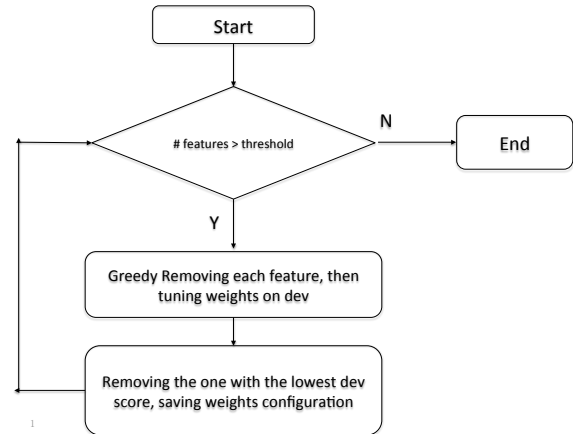 Start
# features > threshold
N
End
Y
Greedy Removing each feature, then
tuning weights on dev
Removing the one with the lowest dev
score, saving weights configuration
1